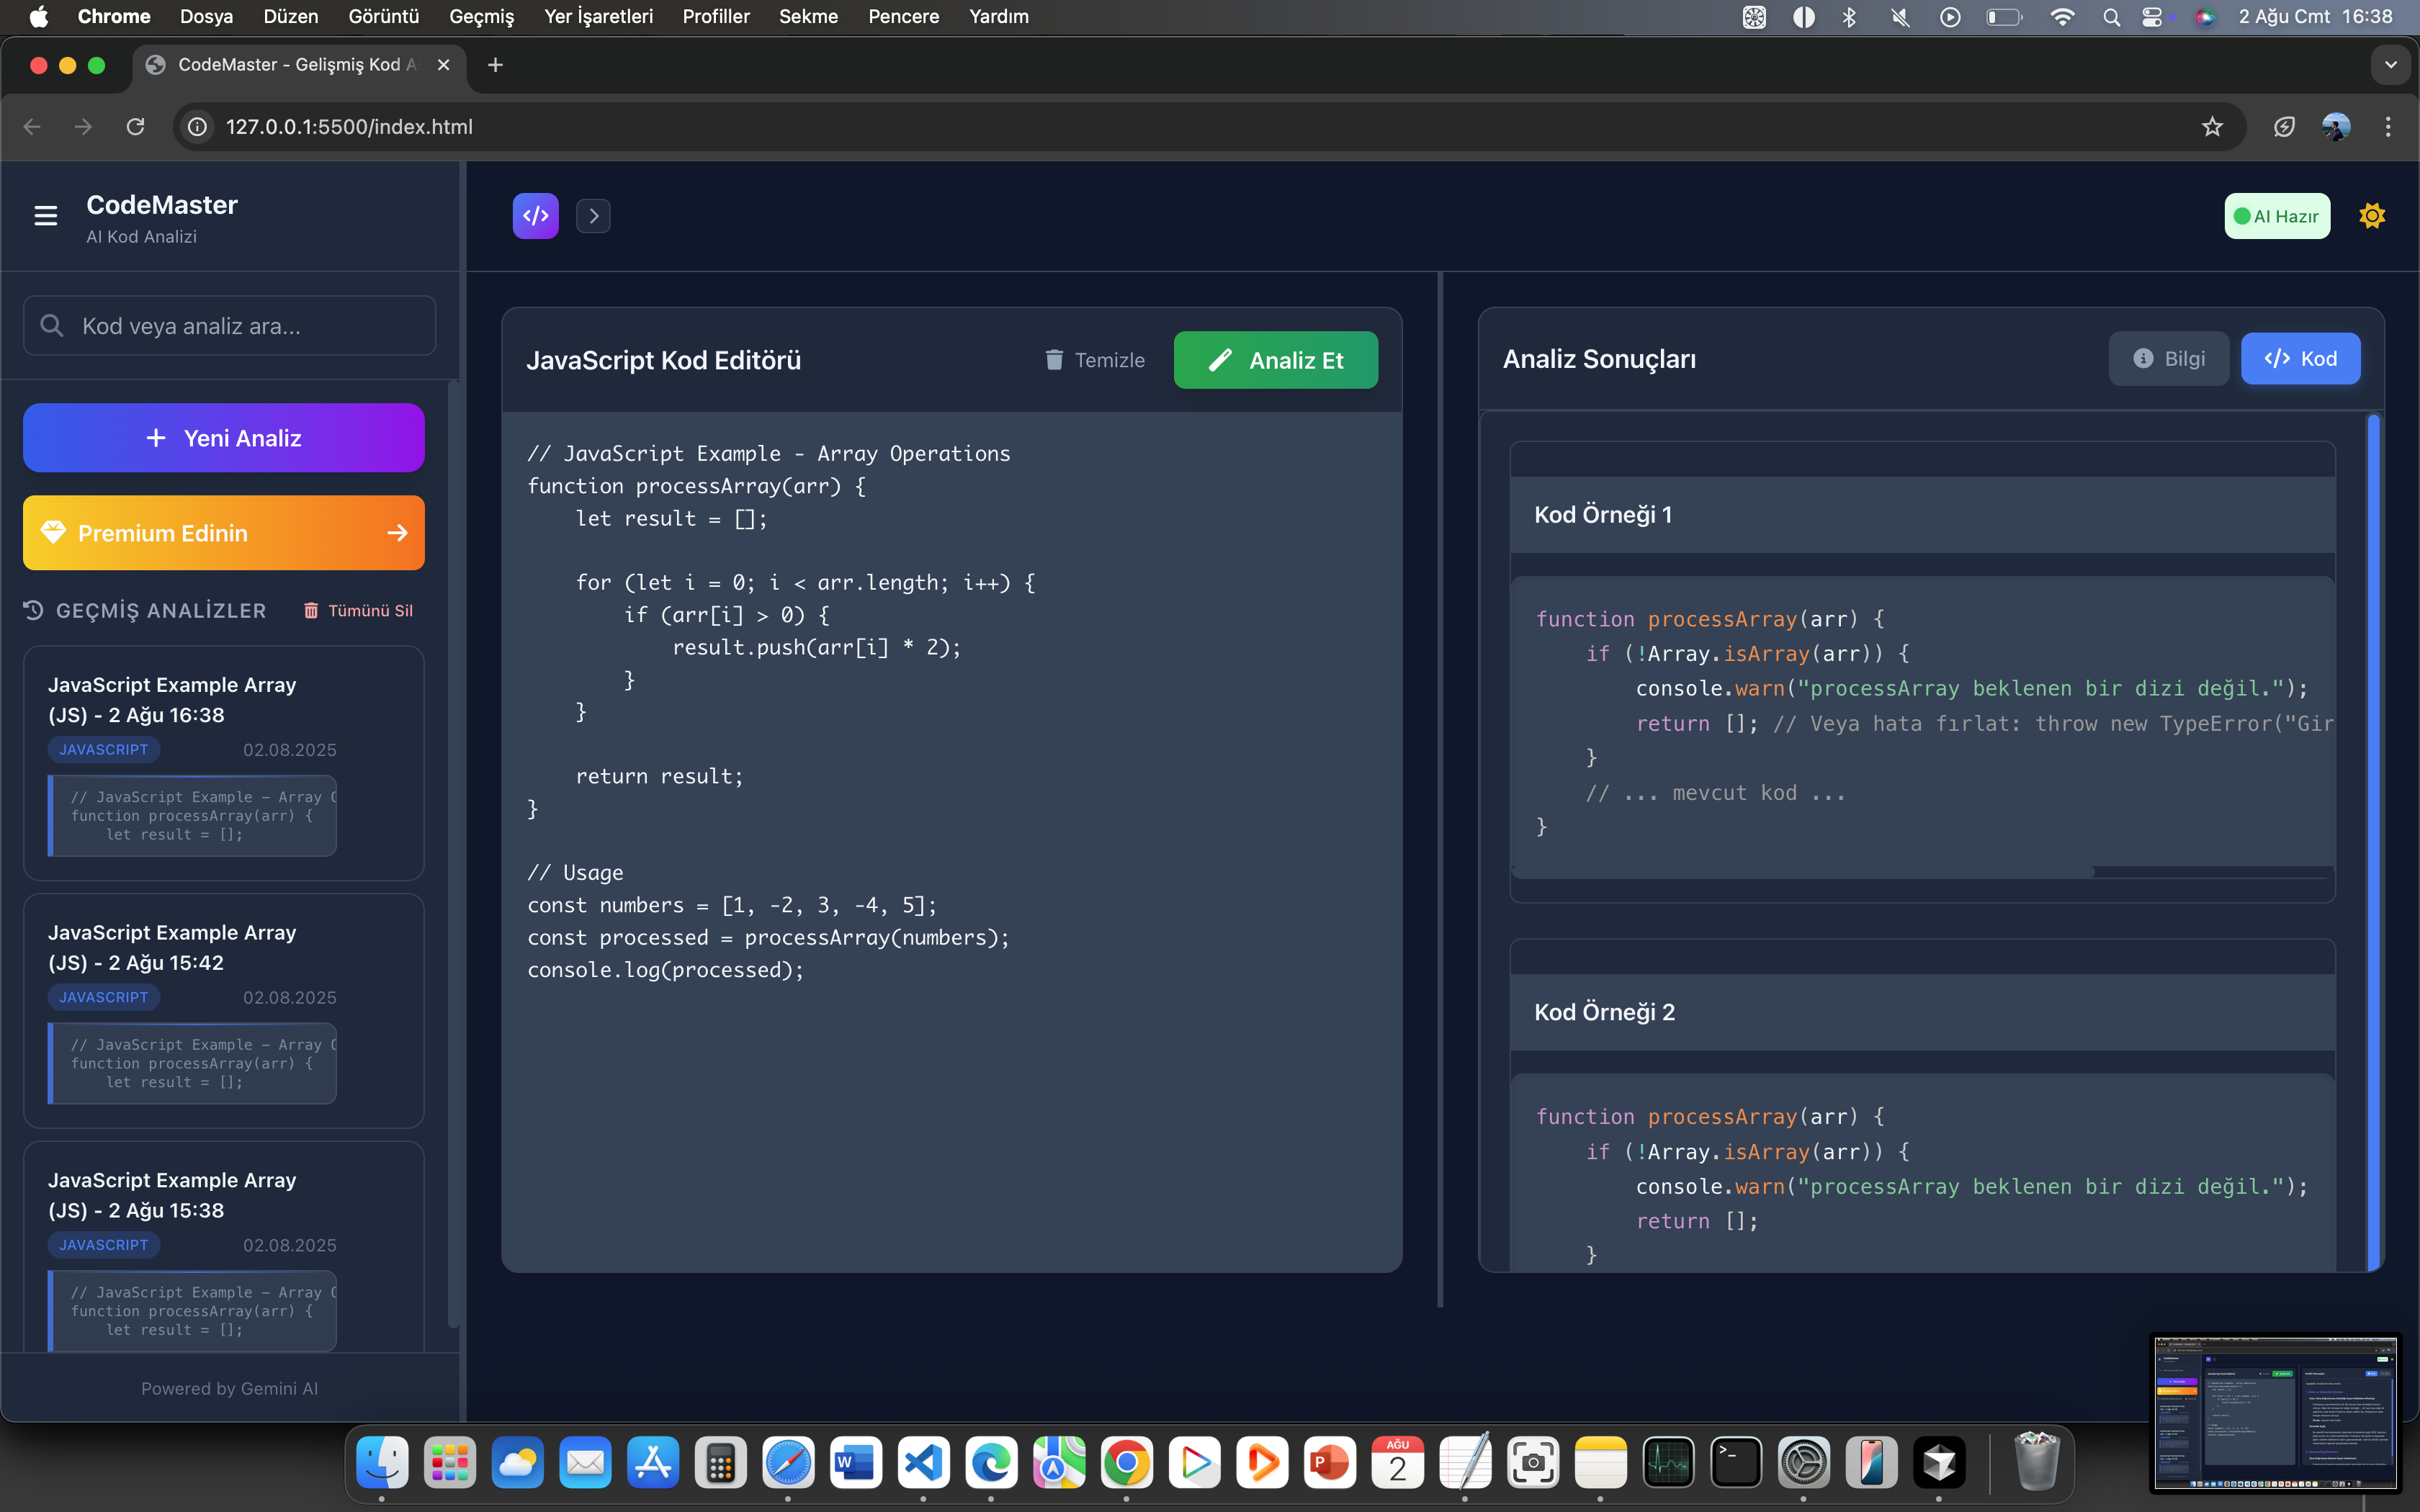 Chrome Dosya Düzen Görüntü Geçmiş Yer İşaretleri Profiller Sekme Pencere Yardım 2 Ağu Cmt 16:38
CodeMaster - Gelişmiş Kod A
127.0.0.1:5500/index.html
CodeMaster
AI Kod Analizi
</>
AI Hazır
Kod veya analiz ara...
+ Yeni Analiz
Premium Edinin
GEÇMİŞ ANALİZLER Tümünü Sil
JavaScript Example Array
(JS) - 2 Ağu 16:38
JAVASCRIPT 02.08.2025
// JavaScript Example – Array O
function processArray(arr) {
let result = [];
JavaScript Example Array
(JS) - 2 Ağu 15:42
JAVASCRIPT 02.08.2025
// JavaScript Example – Array O
function processArray(arr) {
let result = [];
JavaScript Example Array
(JS) - 2 Ağu 15:38
JAVASCRIPT 02.08.2025
// JavaScript Example – Array O
function processArray(arr) {
let result = [];
Powered by Gemini AI
JavaScript Kod Editörü Temizle Analiz Et
// JavaScript Example - Array Operations
function processArray(arr) {
let result = [];
for (let i = 0; i < arr.length; i++) {
if (arr[i] > 0) {
result.push(arr[i] * 2);
}
}
return result;
}
// Usage
const numbers = [1, -2, 3, -4, 5];
const processed = processArray(numbers);
console.log(processed);
Analiz Sonuçları Bilgi </> Kod
Kod Örneği 1
function processArray(arr) {
if (!Array.isArray(arr)) {
console.warn("processArray beklenen bir dizi değil.");
return []; // Veya hata fırlat: throw new TypeError("Gir
}
// ... mevcut kod ...
}
Kod Örneği 2
function processArray(arr) {
if (!Array.isArray(arr)) {
console.warn("processArray beklenen bir dizi değil.");
return [];
}
AĞU
2